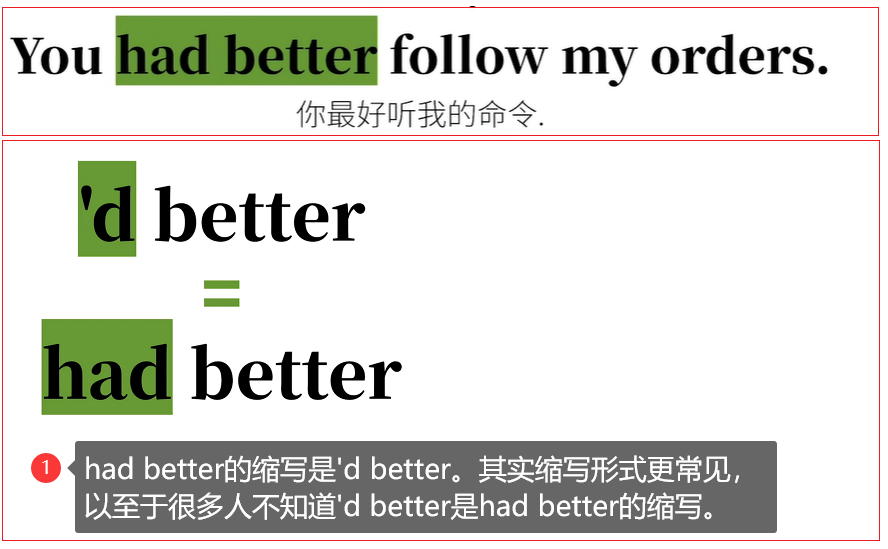 You had better follow my orders.
你最好听我的命令.
'd better
=
had better
1
had better的缩写是'd better。其实缩写形式更常见，
以至于很多人不知道'd better是had better的缩写。